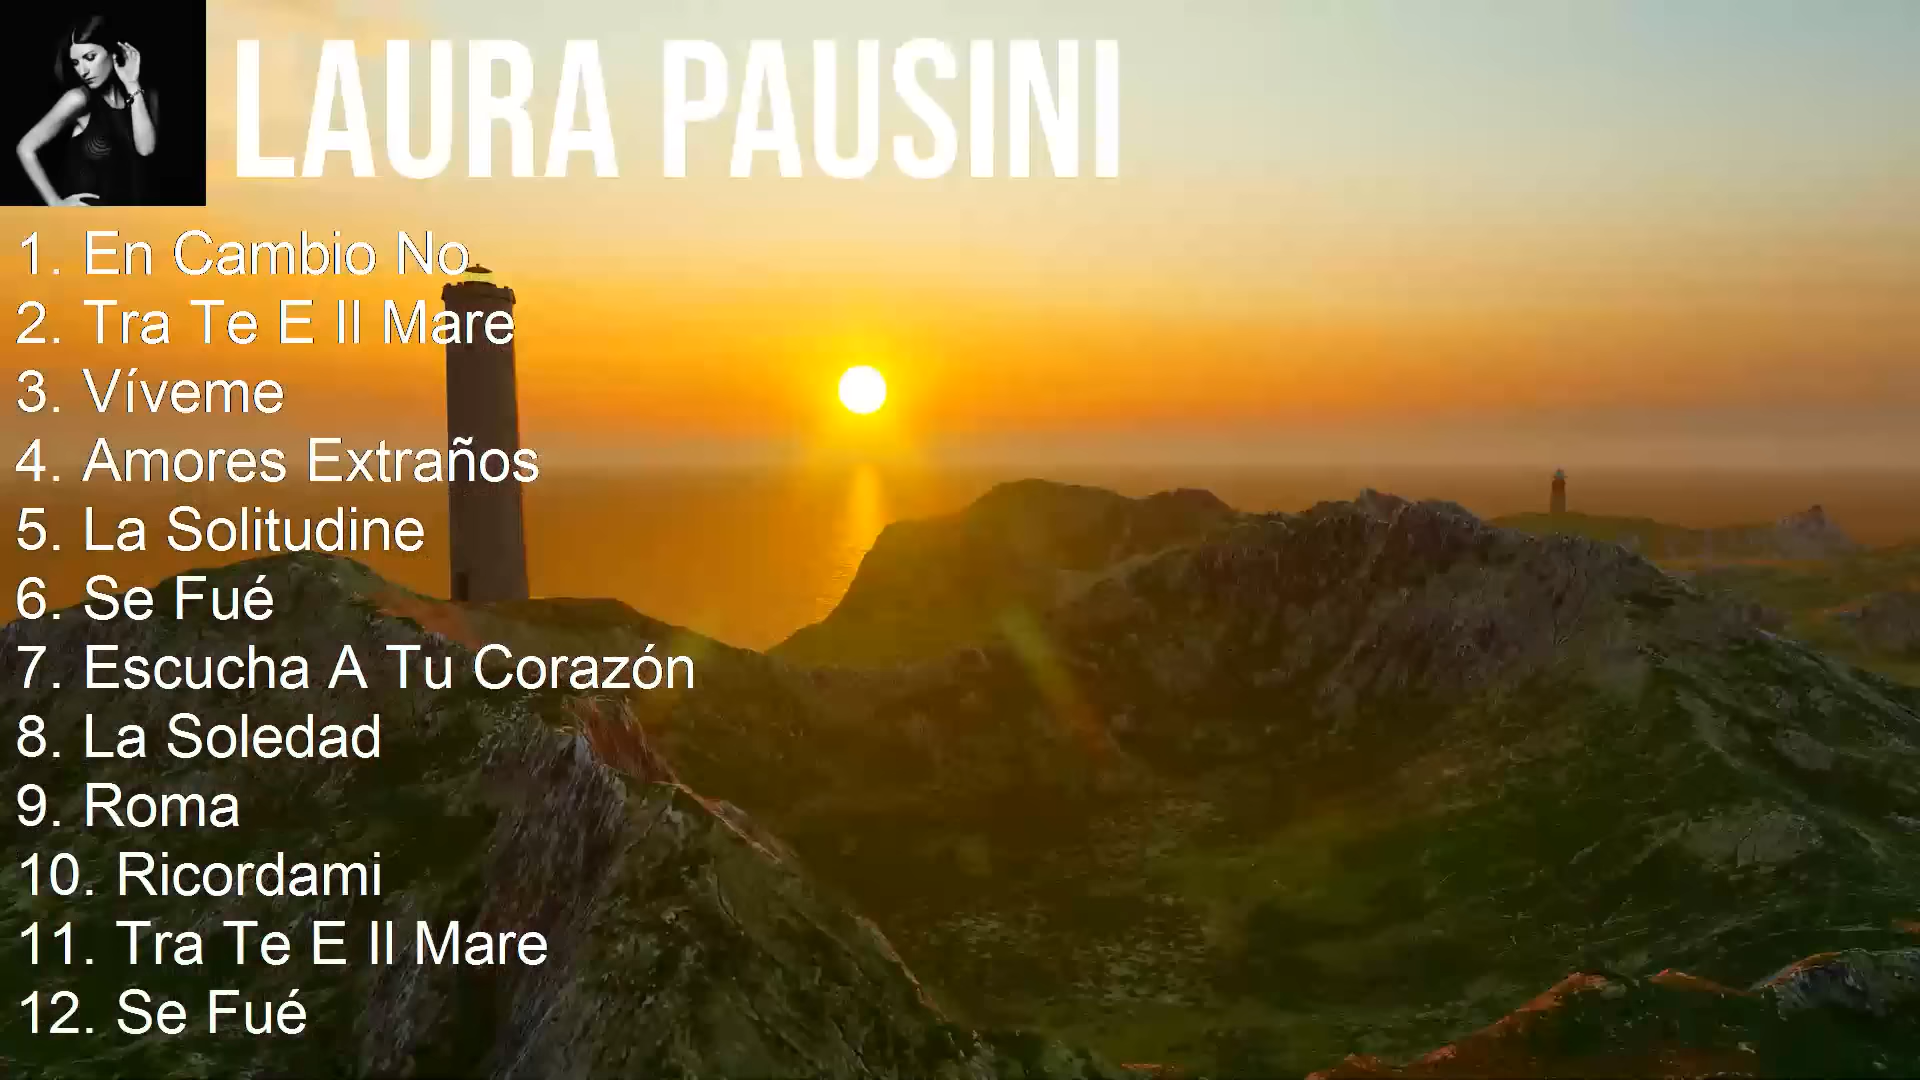 LAURA PAUSINI
1. En Cambio No
2. Tra Te E Il Mare
3. Víveme
4. Amores Extraños
5. La Solitudine
6. Se Fué
7. Escucha A Tu Corazón
8. La Soledad
9. Roma
10. Ricordami
11. Tra Te E Il Mare
12. Se Fué